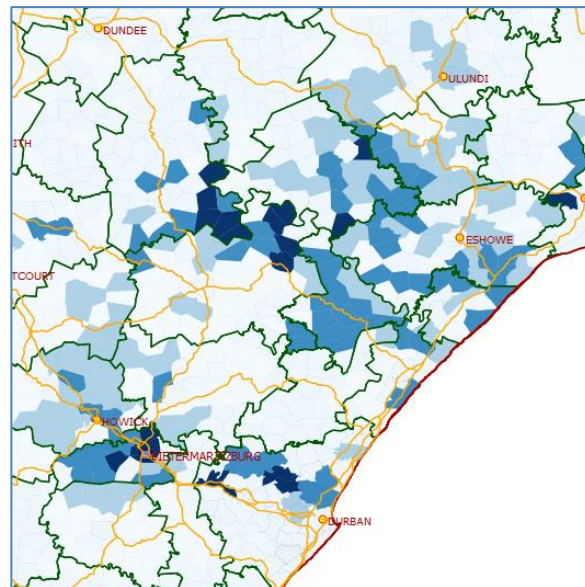 DUNDEE
ULUNDI
ITH
ESHOWE
TCOURT
HOWICK
PIETERMARITZBURG
DURBAN